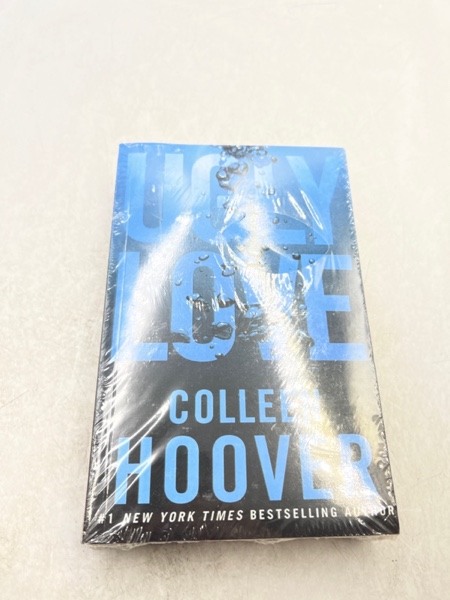 UGLY
LOVE
COLLEEN
HOOVER
#1 NEW YORK TIMES BESTSELLING AUTHOR